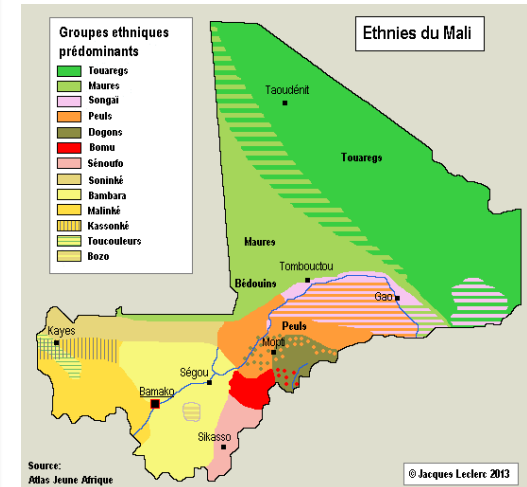 Groupes ethniques
prédominants
Touaregs
Maures
Songaï
Peuls
Dogons
Bomu
Sénoufo
Soninké
Bambara
Malinké
Kassonké
Toucouleurs
Bozo
Ethnies du Mali
Taoudénit
Touaregs
Maures
Tombouctou
Bédouins
Gao
Peuls
Kayes
Mopti
Ségou
Bamako
Sikasso
Source:
Atlas Jeune Afrique
© Jacques Leclerc 2013